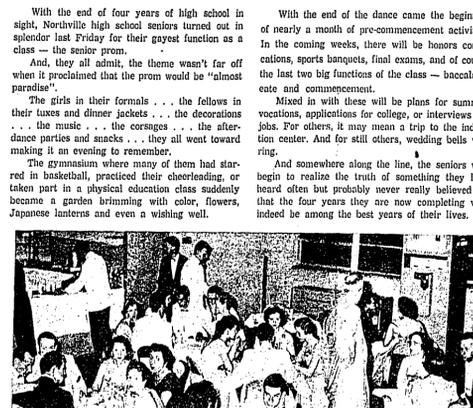 With the end of four years of high school in
sight, Northville high school seniors turned out in
splendor last Friday for their gayest function as a
class — the senior prom.
And, they all admit, the theme wasn't far off
when it proclaimed that the prom would be "almost
paradise".
The girls in their formals . . . the fellows in
their tuxes and dinner jackets . . . the decorations
. . . the music . . . the corsages . . . the after-
dance parties and snacks . . . they all went toward
making it an evening to remember.
The gymnasium where many of them had star-
red in basketball, practiced their cheerleading, or
taken part in a physical education class suddenly
became a garden brimming with color, flowers,
Japanese lanterns and even a wishing well.
With the end of the dance came the begin
of nearly a month of pre-commencement activi
In the coming weeks, there will be honors co
cations, sports banquets, final exams, and of co
the last two big functions of the class — baccal
eate and commencement.
Mixed in with these will be plans for sum
vocations, applications for college, or interviews
jobs. For others, it may mean a trip to the ind
tion center. And for still others, wedding bells
ring.
And somewhere along the line, the seniors
begin to realize the truth of something they
heard often but probably never really believed
that the four years they are now completing
indeed be among the best years of their lives.